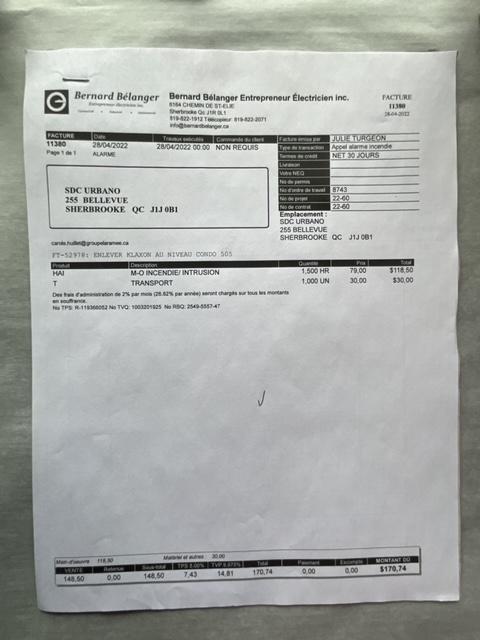 Bernard Bélanger
Entrepreneur électricien inc.
Bernard Bélanger Entrepreneur Électricien inc.
6164 CHEMIN DE ST-ELIE
Sherbrooke Qc J1R 0L1
819-822-1912 Télécopieur 819-822-2071
info@bernardbelanger.ca
FACTURE
11380
28-04-2022
FACTURE Date Travaux exécutés Commande du client
11380 28/04/2022 28/04/2022 00:00 NON REQUIS
Page 1 de 1 ALARME
Facture émise par JULIE TURGEON
Type de transaction Appel alarme incendie
Termes de crédit NET 30 JOURS
Livraison
Votre NEQ
No de permis
No d'ordre de travail 8743
No de projet 22-60
No de contrat 22-60
SDC URBANO
255 BELLEVUE
SHERBROOKE QC J1J 0B1
Emplacement :
SDC URBANO
255 BELLEVUE
SHERBROOKE QC J1J 0B1
carole.huillet@groupelaramee.ca
FT-52978: ENLEVER KLAXON AU NIVEAU CONDO 505
Produit Description Quantité Prix Total
HAI M-O INCENDIE/ INTRUSION 1,500 HR 79,00 $118,50
T TRANSPORT 1,000 UN 30,00 $30,00
Des frais d'administration de 2% par mois (26.82% par année) seront chargés sur tous les montants
en souffrance.
No TPS: R-119366052 No TVQ: 1003201925 No RBQ: 2549-5557-47
Main-d'oeuvre : 118,50 Matériel et autres : 30,00
VENTE Retenue Sous-total TPS 5.00% TVP 9.975% Total Paiement Escompte MONTANT DÛ
148,50 0,00 148,50 7,43 14,81 170,74 0,00 0,00 $170,74